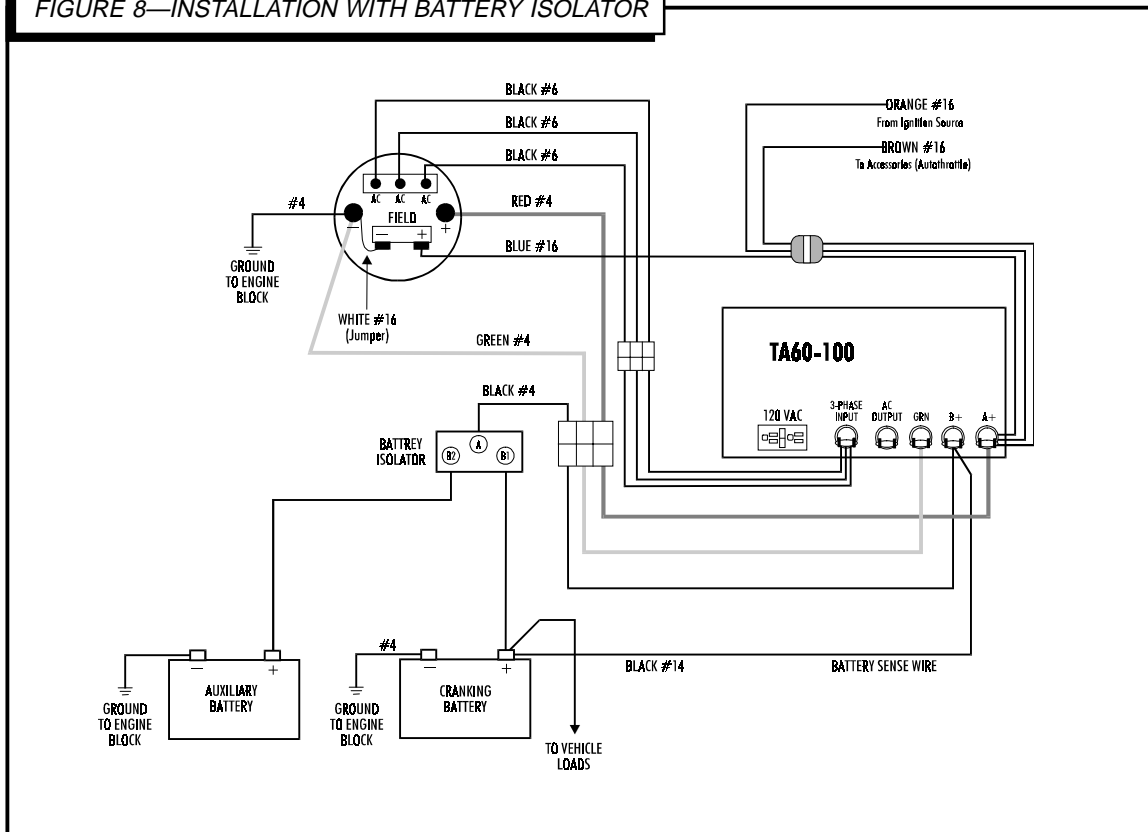 FIGURE 8—INSTALLATION WITH BATTERY ISOLATOR
BLACK #6
BLACK #6
BLACK #6
ORANGE #16
From Ignition Source
BROWN #16
To Accessories (Autothrottle)
AC AC AC
#4
RED #4
FIELD
− +
− +
BLUE #16
GROUND
TO ENGINE
BLOCK
WHITE #16
(Jumper)
GREEN #4
TA60-100
BLACK #4
120 VAC
3-PHASE
INPUT
AC
OUTPUT
GRN
B+
A+
BATTREY
ISOLATOR
A
B2
B1
#4
BLACK #14
BATTERY SENSE WIRE
− +
− +
AUXILIARY
BATTERY
CRANKING
BATTERY
GROUND
TO ENGINE
BLOCK
GROUND
TO ENGINE
BLOCK
TO VEHICLE
LOADS